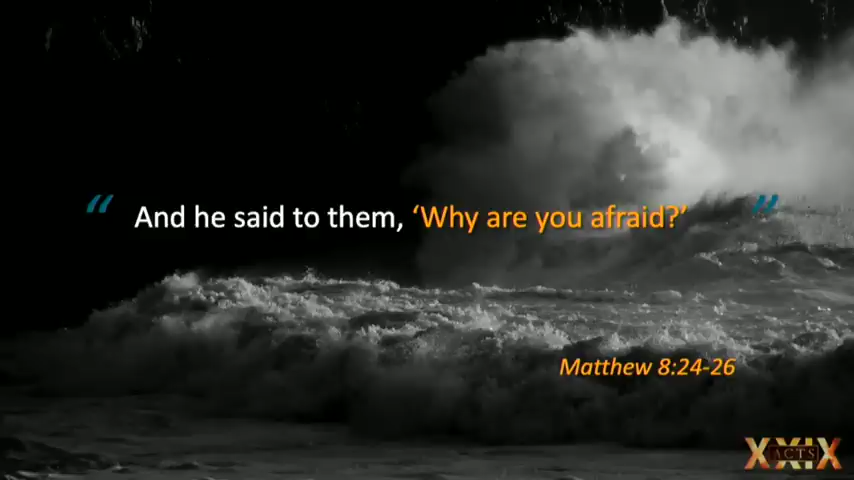 “ And he said to them, ‘Why are you afraid?’ ”
Matthew 8:24-26
XXIX
ACTS